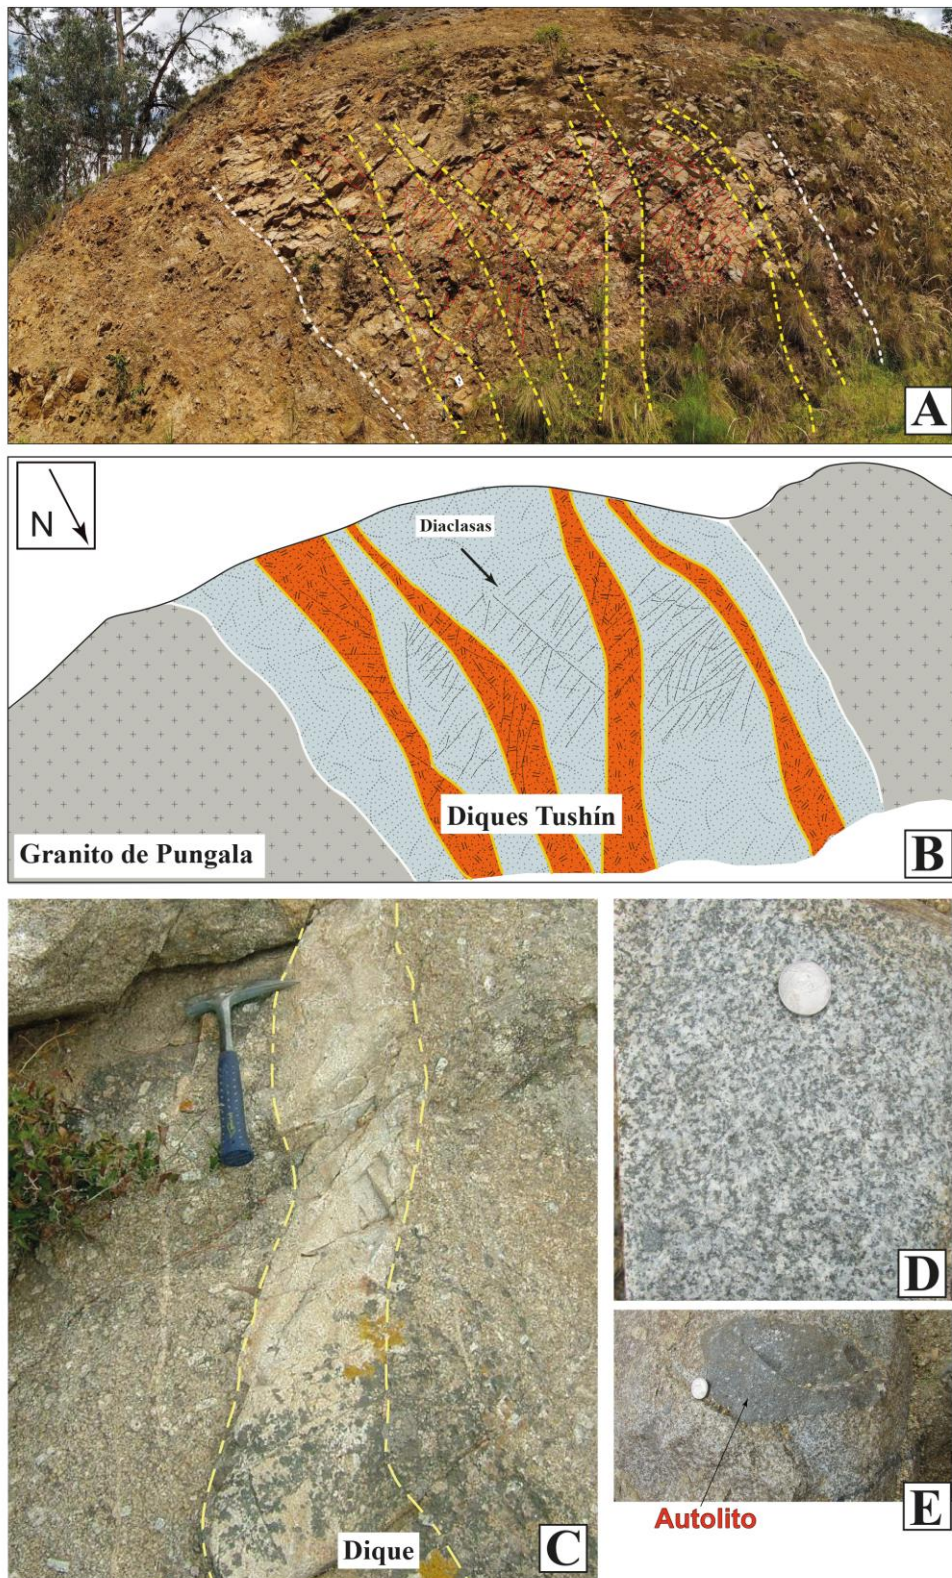 A
N
Diaclasas
Diques Tushín
Granito de Pungala
B
Dique
C
D
Autolito
E